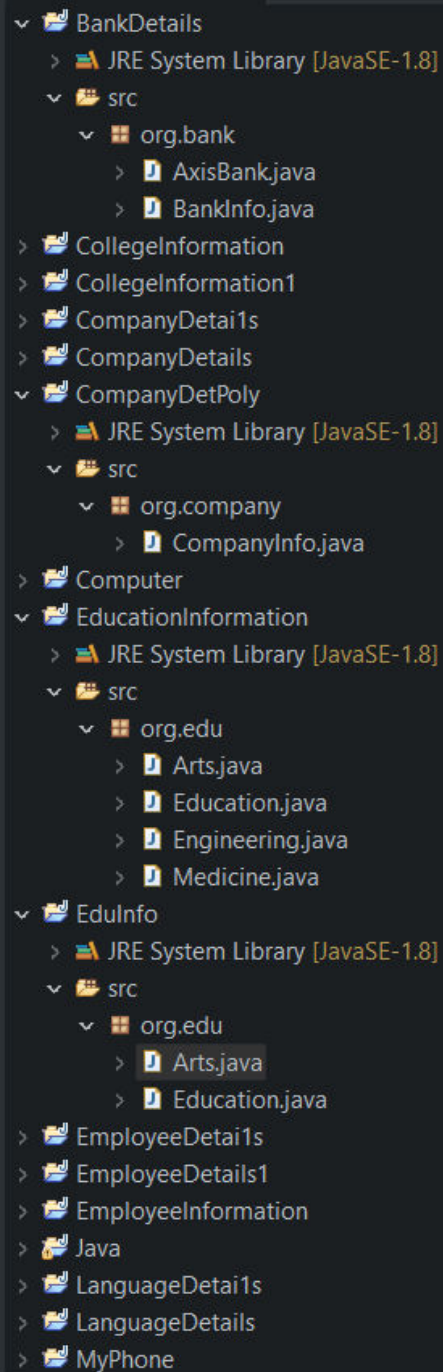 BankDetails
JRE System Library [JavaSE-1.8]
src
org.bank
AxisBank.java
BankInfo.java
CollegeInformation
CollegeInformation1
CompanyDetai1s
CompanyDetails
CompanyDetPoly
JRE System Library [JavaSE-1.8]
src
org.company
CompanyInfo.java
Computer
EducationInformation
JRE System Library [JavaSE-1.8]
src
org.edu
Arts.java
Education.java
Engineering.java
Medicine.java
EduInfo
JRE System Library [JavaSE-1.8]
src
org.edu
Arts.java
Education.java
EmployeeDetai1s
EmployeeDetails1
EmployeeInformation
Java
LanguageDetai1s
LanguageDetails
MyPhone